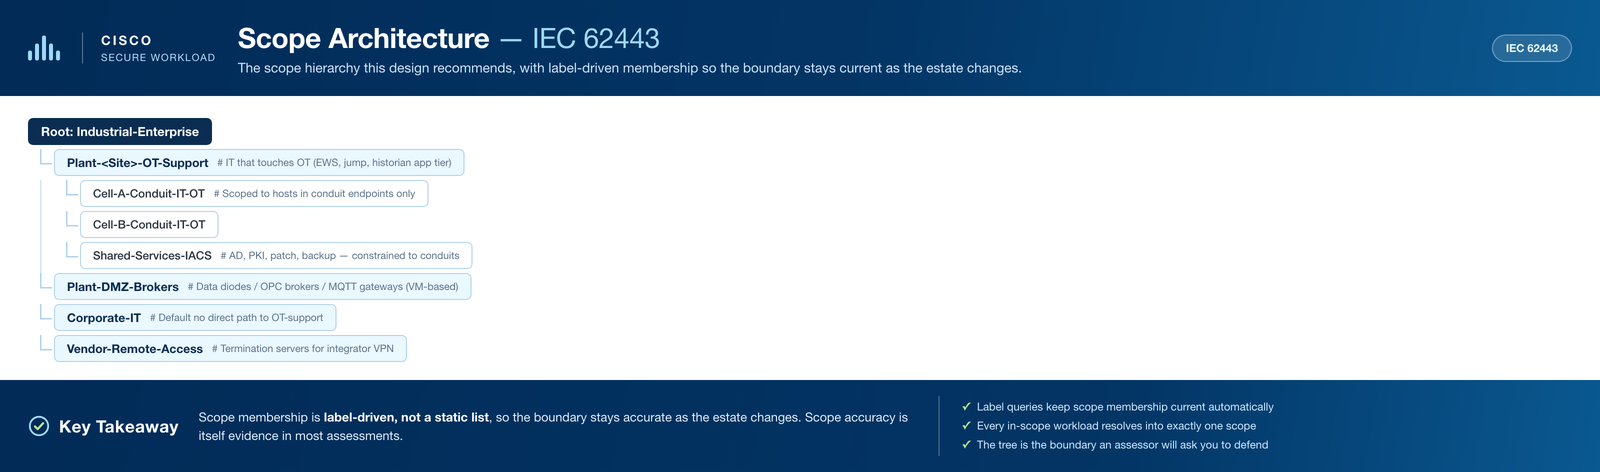 CISCO
SECURE WORKLOAD
Scope Architecture — IEC 62443
The scope hierarchy this design recommends, with label-driven membership so the boundary stays current as the estate changes.
IEC 62443
Root: Industrial-Enterprise
Plant-<Site>-OT-Support # IT that touches OT (EWS, jump, historian app tier)
Cell-A-Conduit-IT-OT # Scoped to hosts in conduit endpoints only
Cell-B-Conduit-IT-OT
Shared-Services-IACS # AD, PKI, patch, backup — constrained to conduits
Plant-DMZ-Brokers # Data diodes / OPC brokers / MQTT gateways (VM-based)
Corporate-IT # Default no direct path to OT-support
Vendor-Remote-Access # Termination servers for integrator VPN
Key Takeaway
Scope membership is label-driven, not a static list, so the boundary stays accurate as the estate changes. Scope accuracy is
itself evidence in most assessments.
✓ Label queries keep scope membership current automatically
✓ Every in-scope workload resolves into exactly one scope
✓ The tree is the boundary an assessor will ask you to defend